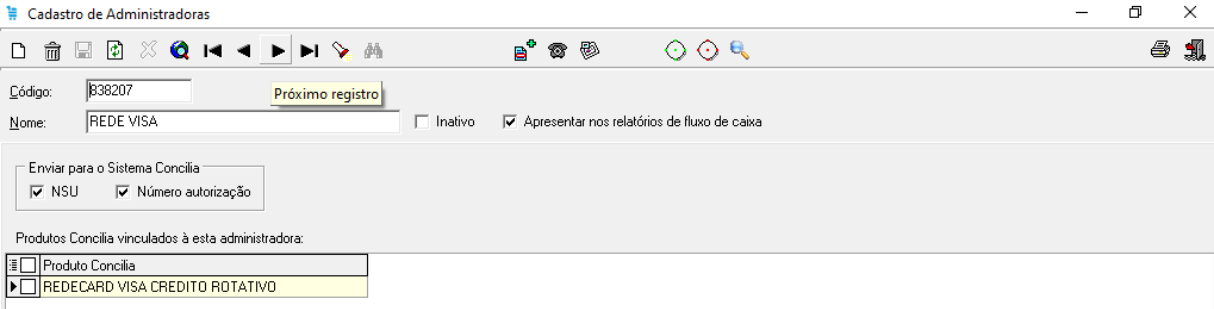 Cadastro de Administradoras
Código: 838207
Próximo registro
Nome: REDE VISA Inativo Apresentar nos relatórios de fluxo de caixa
Enviar para o Sistema Concilia
NSU Número autorização
Produtos Concilia vinculados à esta administradora:
Produto Concilia
REDECARD VISA CREDITO ROTATIVO